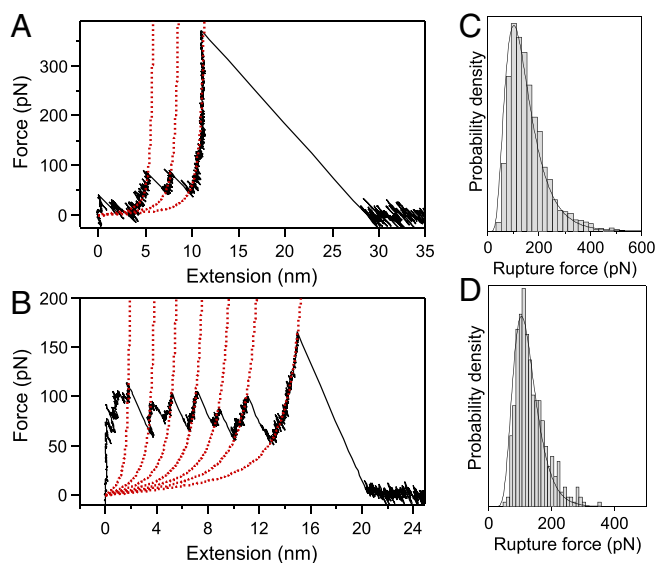 A
Force (pN)
300
200
100
0
0 5 10 15 20 25 30 35
Extension (nm)
B
Force (pN)
200
150
100
50
0
0 4 8 12 16 20 24
Extension (nm)
C
Probability density
0 200 400 600
Rupture force (pN)
D
Probability density
0 200 400
Rupture force (pN)